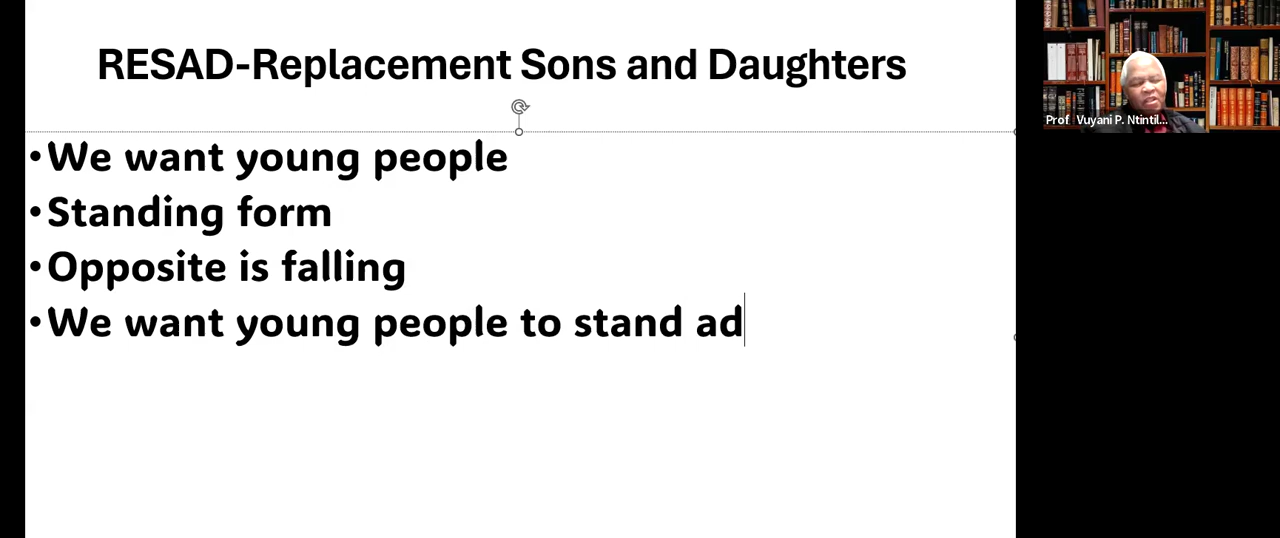 RESAD-Replacement Sons and Daughters
Prof Vuyani P. Ntintil...
•We want young people
•Standing form
•Opposite is falling
•We want young people to stand ad